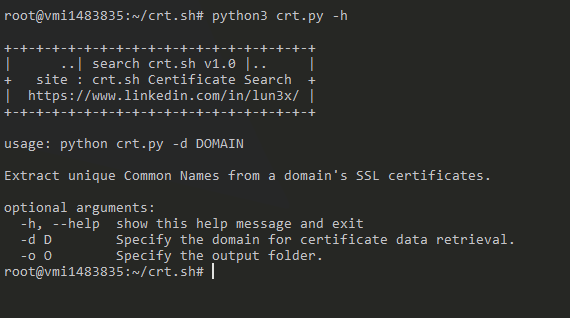 root@vmi1483835:~/crt.sh# python3 crt.py -h
+-+-+-+-+-+-+-+-+-+-+-+-+-+-+-+-+-+-+-+
|      ..| search crt.sh v1.0 |..     |
+   site : crt.sh Certificate Search  +
|  https://www.linkedin.com/in/lun3x/ |
+-+-+-+-+-+-+-+-+-+-+-+-+-+-+-+-+-+-+-+
usage: python crt.py -d DOMAIN
Extract unique Common Names from a domain's SSL certificates.
optional arguments:
  -h, --help  show this help message and exit
  -d D        Specify the domain for certificate data retrieval.
  -o O        Specify the output folder.
root@vmi1483835:~/crt.sh#